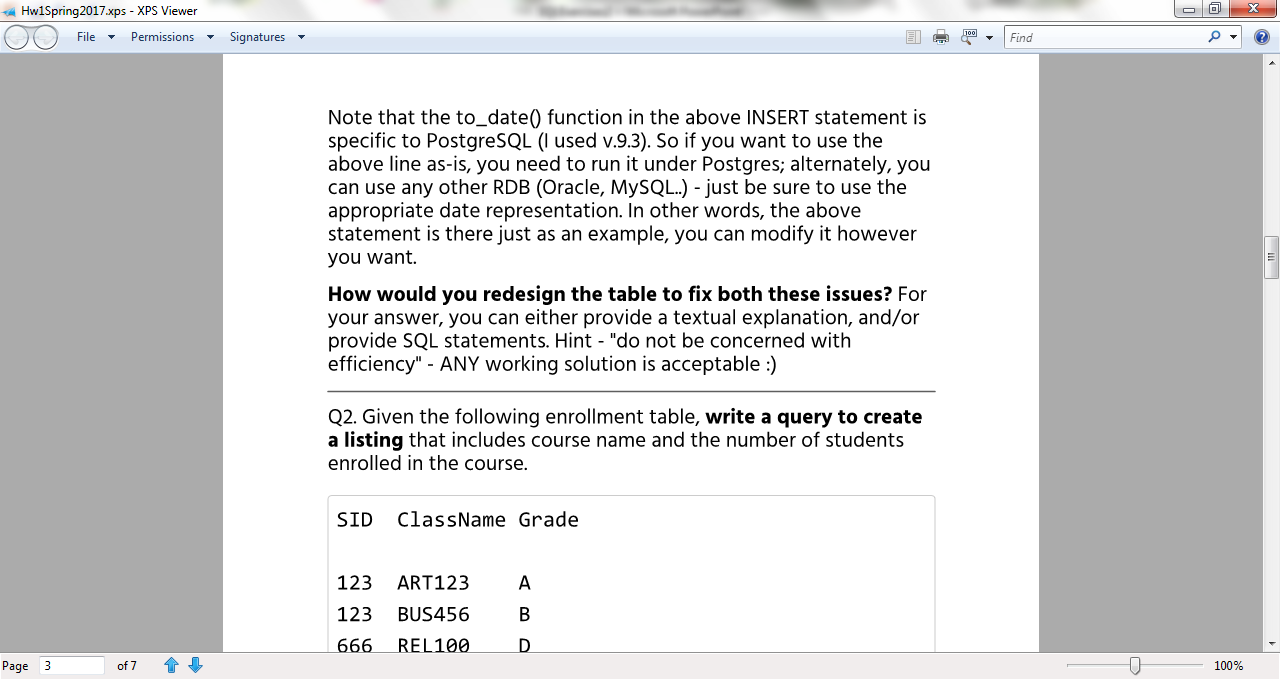 Hw1Spring2017.xps - XPS Viewer
File Permissions Signatures
100
Find
Note that the to_date() function in the above INSERT statement is
specific to PostgreSQL (I used v.9.3). So if you want to use the
above line as-is, you need to run it under Postgres; alternately, you
can use any other RDB (Oracle, MySQL..) - just be sure to use the
appropriate date representation. In other words, the above
statement is there just as an example, you can modify it however
you want.
How would you redesign the table to fix both these issues? For
your answer, you can either provide a textual explanation, and/or
provide SQL statements. Hint - "do not be concerned with
efficiency" - ANY working solution is acceptable :)
Q2. Given the following enrollment table, write a query to create
a listing that includes course name and the number of students
enrolled in the course.
SID ClassName Grade
123 ART123 A
123 BUS456 B
666 REL100 D
Page 3 of 7 100%